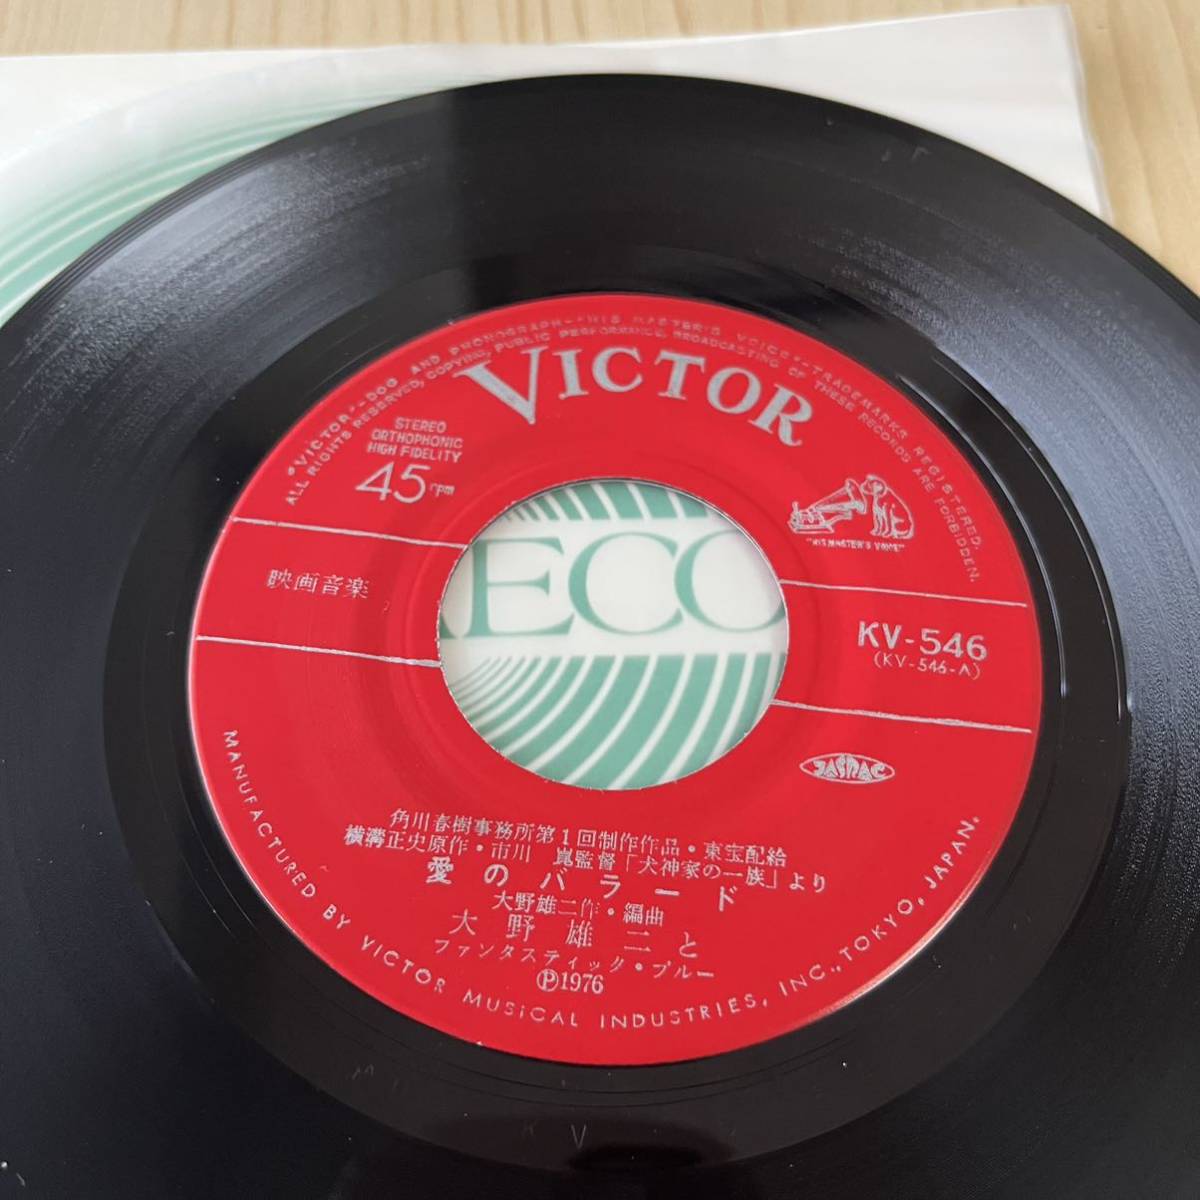 "VICTOR"-DOG AND PHONOGRAPH-"HIS MASTER'S VOICE"-TRADEMARKS REGISTERED.
ALL RIGHTS RESERVED, COPYING, PUBLIC PERFORMANCE, BROADCASTING OF THESE RECORDS ARE FORBIDDEN.
VICTOR
STEREO
ORTHOPHONIC
HIGH FIDELITY
45 rpm
"HIS MASTER'S VOICE"
映画音楽
ECO
KV-546
(KV-546-A)
JASRAC
角川春樹事務所第1回制作作品・東宝配給
横溝正史原作・市川 崑監督「犬神家の一族」より
愛のバラード
大野雄二作・編曲
大野雄二と
ファンタスティック・ブルー
Ⓟ1976
MANUFACTURED BY VICTOR MUSICAL INDUSTRIES, INC., TOKYO, JAPAN.